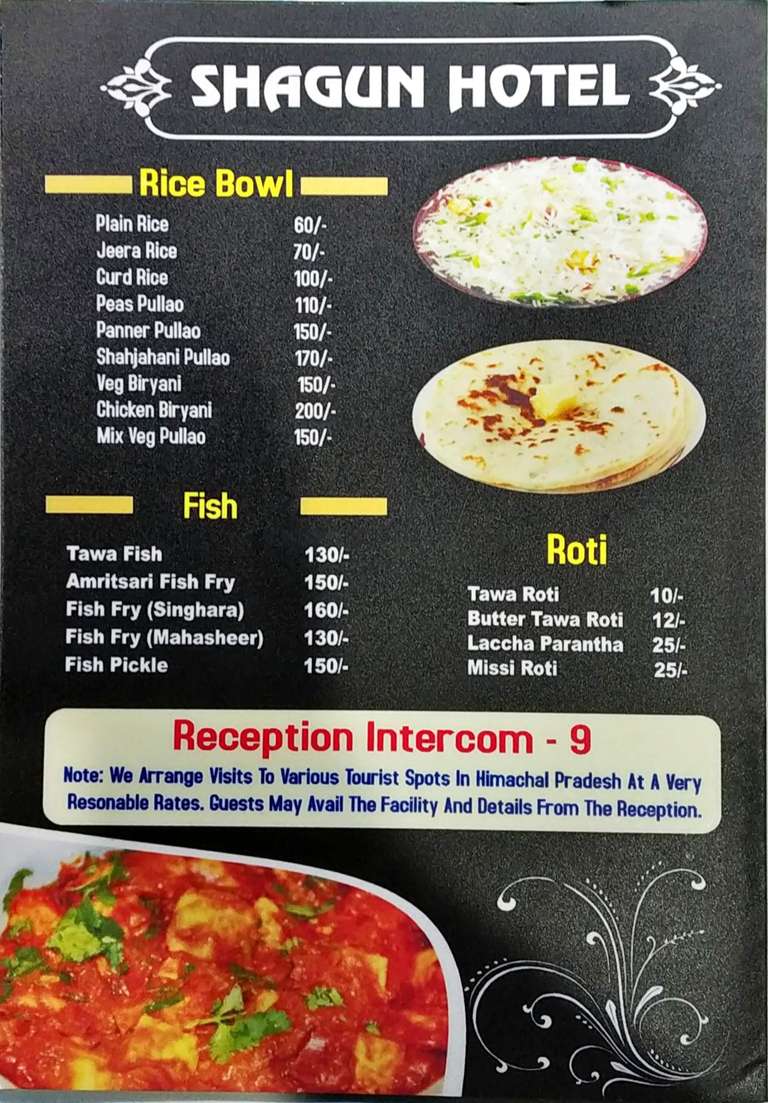 SHAGUN HOTEL
Rice Bowl
Plain Rice 60/-
Jeera Rice 70/-
Curd Rice 100/-
Peas Pullao 110/-
Panner Pullao 150/-
Shahjahani Pullao 170/-
Veg Biryani 150/-
Chicken Biryani 200/-
Mix Veg Pullao 150/-
Fish
Tawa Fish 130/-
Amritsari Fish Fry 150/-
Fish Fry (Singhara) 160/-
Fish Fry (Mahasheer) 130/-
Fish Pickle 150/-
Roti
Tawa Roti 10/-
Butter Tawa Roti 12/-
Laccha Parantha 25/-
Missi Roti 25/-
Reception Intercom - 9
Note: We Arrange Visits To Various Tourist Spots In Himachal Pradesh At A Very
Resonable Rates. Guests May Avail The Facility And Details From The Reception.